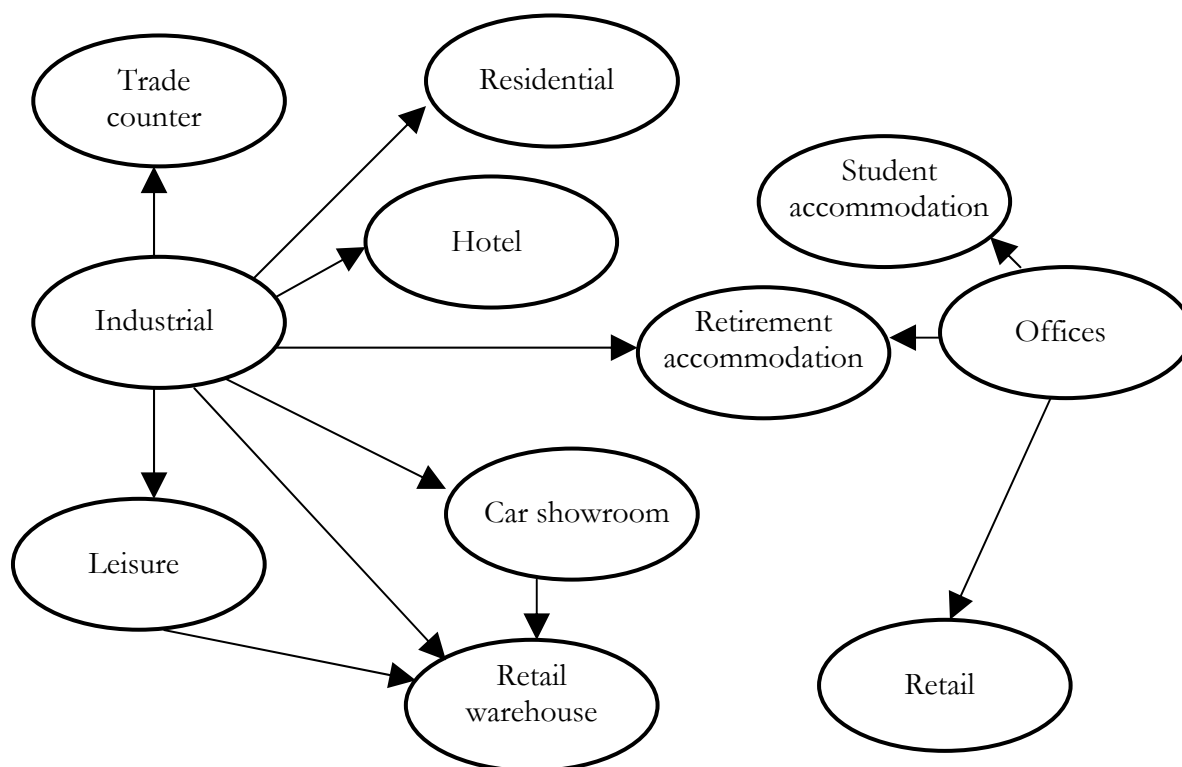 Trade
counter
Residential
Student
accommodation
Hotel
Industrial
Retirement
accommodation
Offices
Car showroom
Leisure
Retail
warehouse
Retail